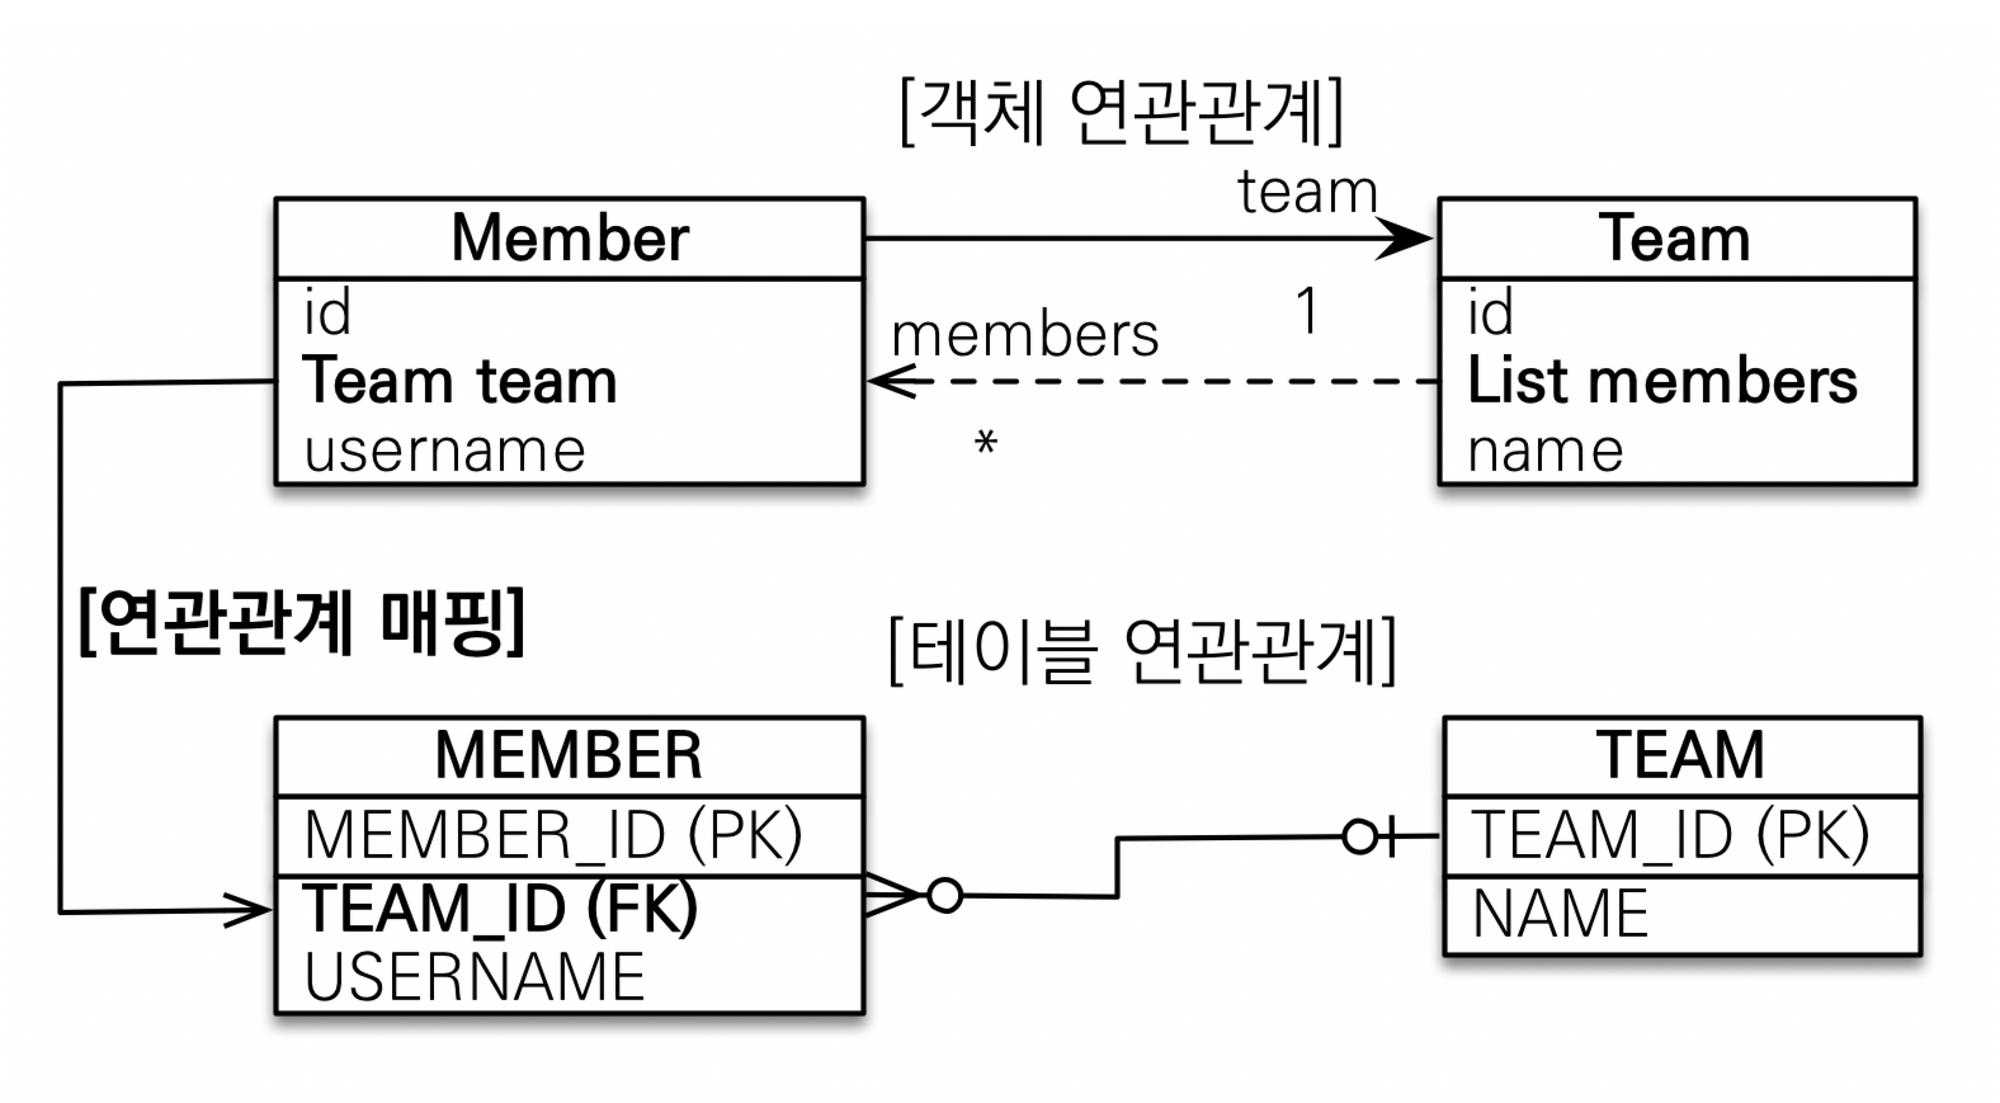 [객체 연관관계]
team
Member
id
Team team
username
members
1
*
Team
id
List members
name
[연관관계 매핑]
[테이블 연관관계]
MEMBER
MEMBER_ID (PK)
TEAM_ID (FK)
USERNAME
TEAM
TEAM_ID (PK)
NAME